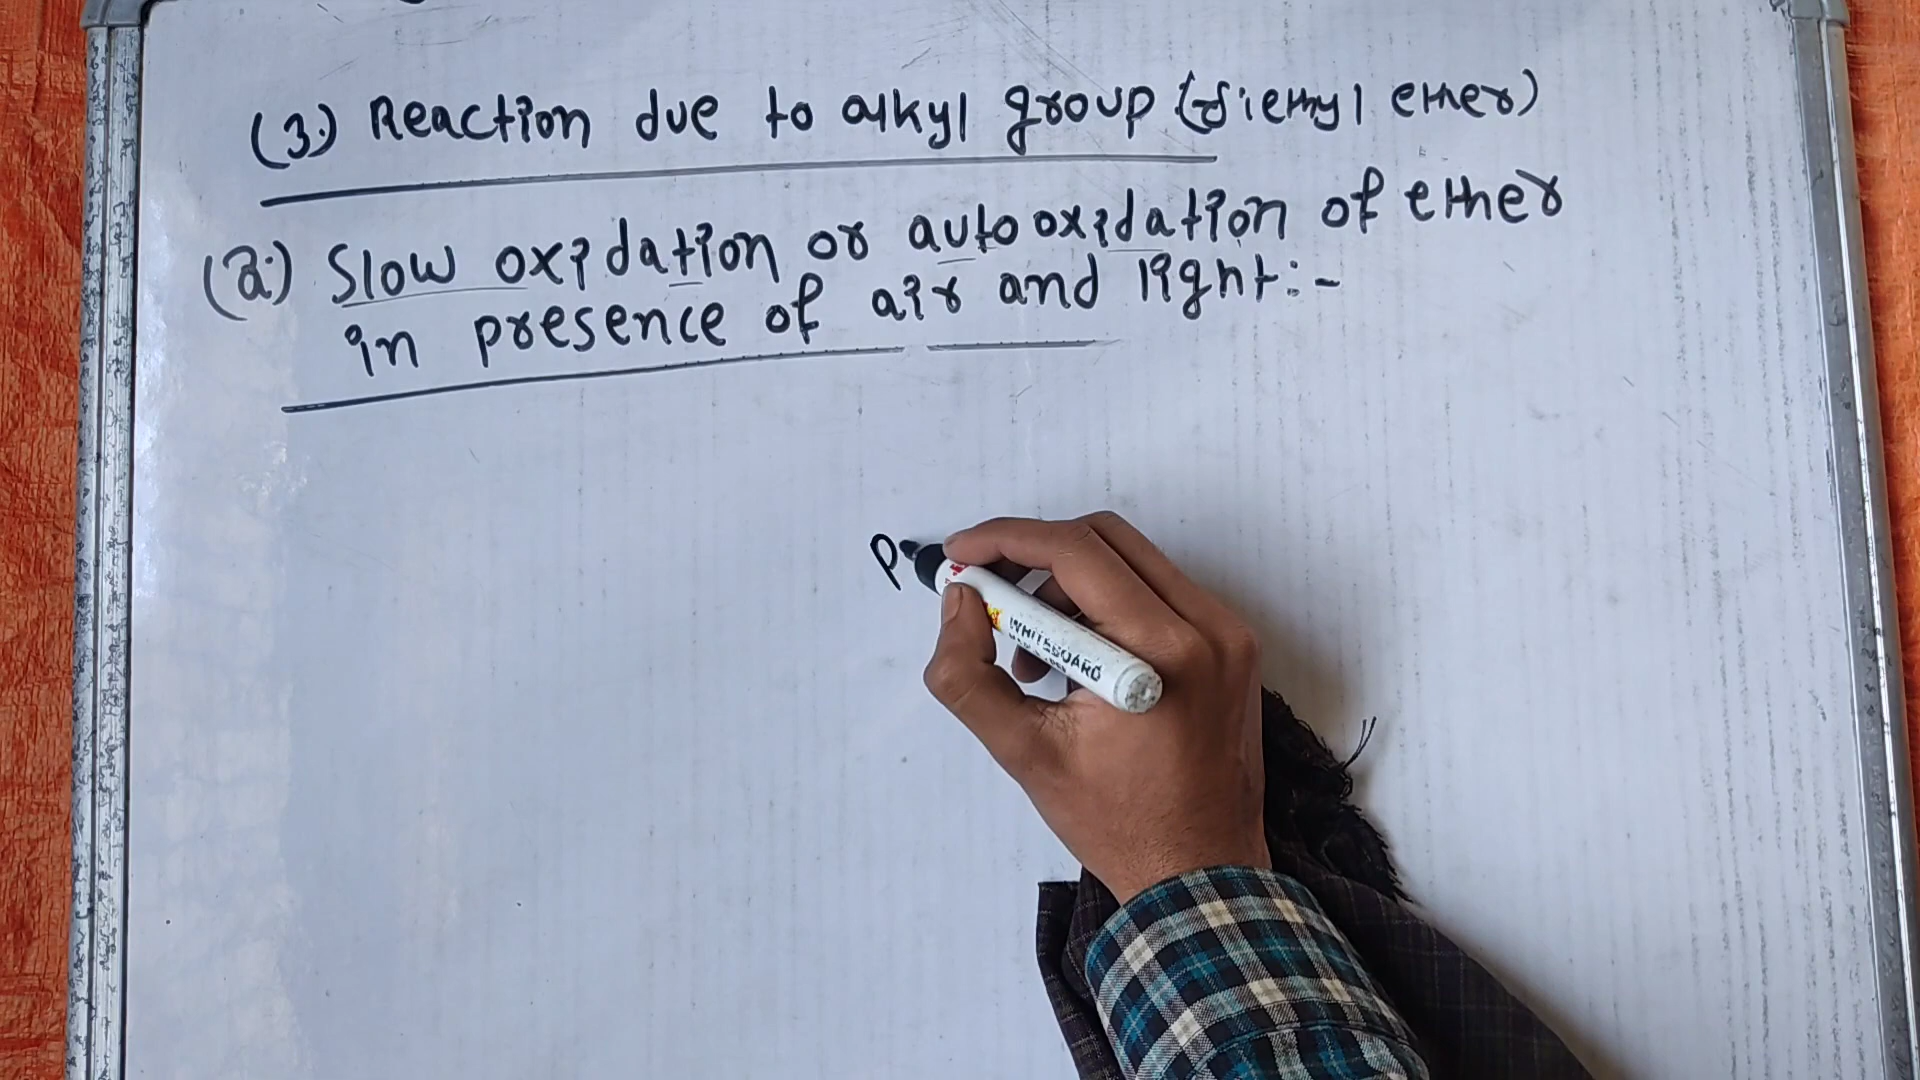 (3.) Reaction due to alkyl group (diethyl ether)
(a.) Slow oxidation or autooxidation of ether
in presence of air and light:-
P
WHITEBOARD